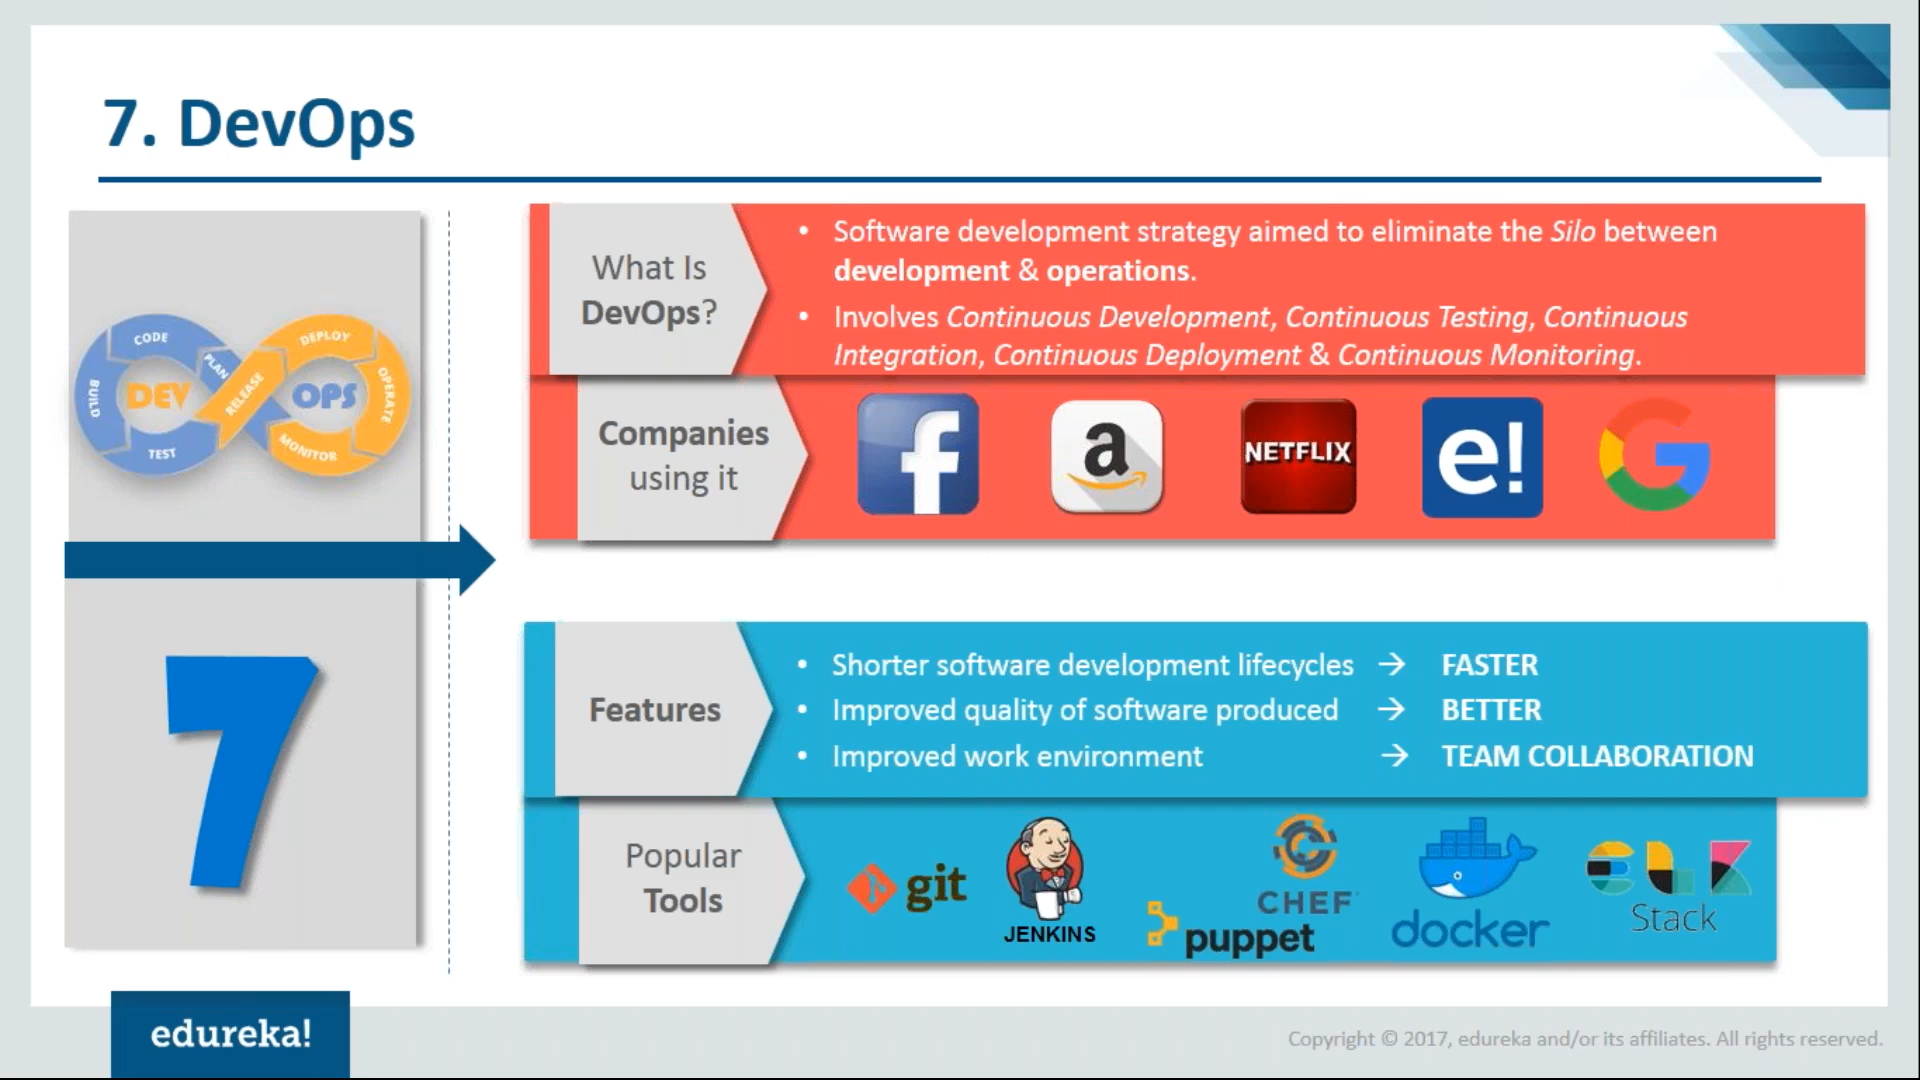 7. DevOps
CODE
PLAN
BUILD
DEV
TEST
RELEASE
DEPLOY
OPS
OPERATE
MONITOR
7
What Is
DevOps?
• Software development strategy aimed to eliminate the Silo between
development & operations.
• Involves Continuous Development, Continuous Testing, Continuous
Integration, Continuous Deployment & Continuous Monitoring.
Companies
using it
f
a
NETFLIX
e!
G
Features
• Shorter software development lifecycles → FASTER
• Improved quality of software produced → BETTER
• Improved work environment → TEAM COLLABORATION
Popular
Tools
git
JENKINS
CHEF
puppet
docker
ELK
Stack
edureka!
Copyright © 2017, edureka and/or its affiliates. All rights reserved.